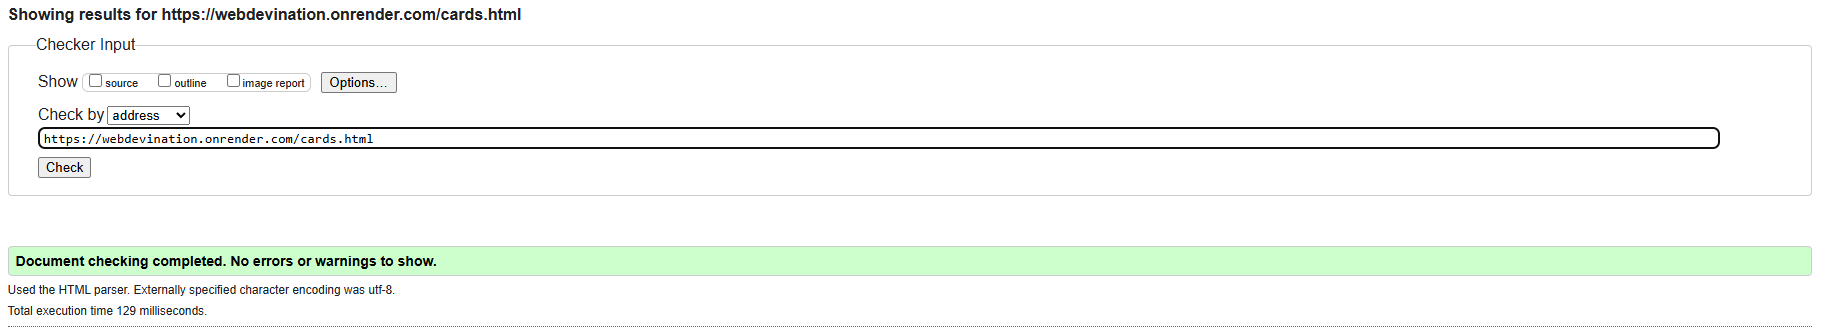 Showing results for https://webdevination.onrender.com/cards.html
Checker Input
Show source outline image report Options...
Check by address
https://webdevination.onrender.com/cards.html
Check
Document checking completed. No errors or warnings to show.
Used the HTML parser. Externally specified character encoding was utf-8.
Total execution time 129 milliseconds.